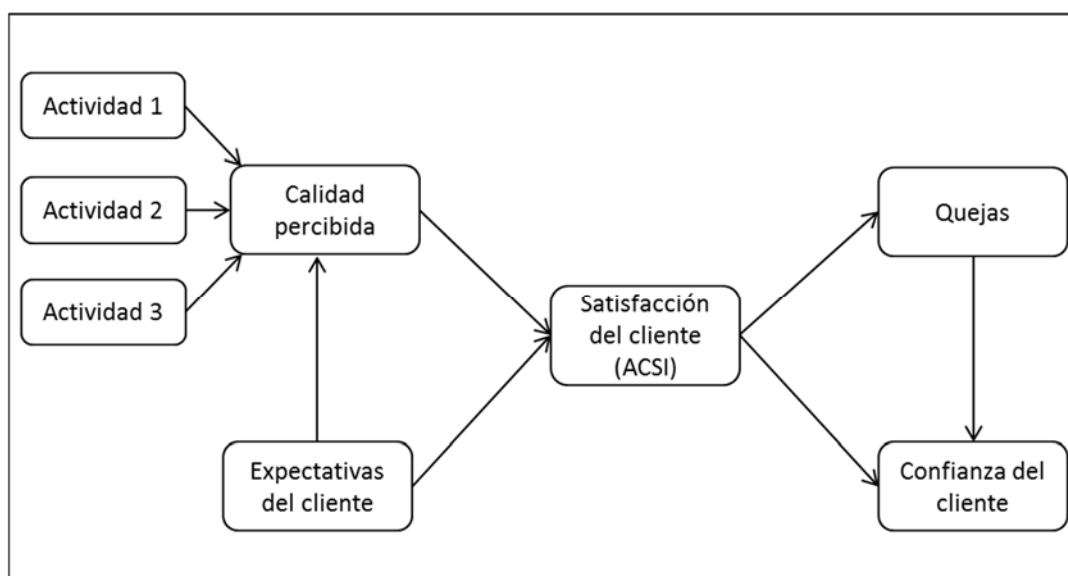 Actividad 1
Actividad 2
Actividad 3
Calidad
percibida
Expectativas
del cliente
Satisfacción
del cliente
(ACSI)
Quejas
Confianza del
cliente